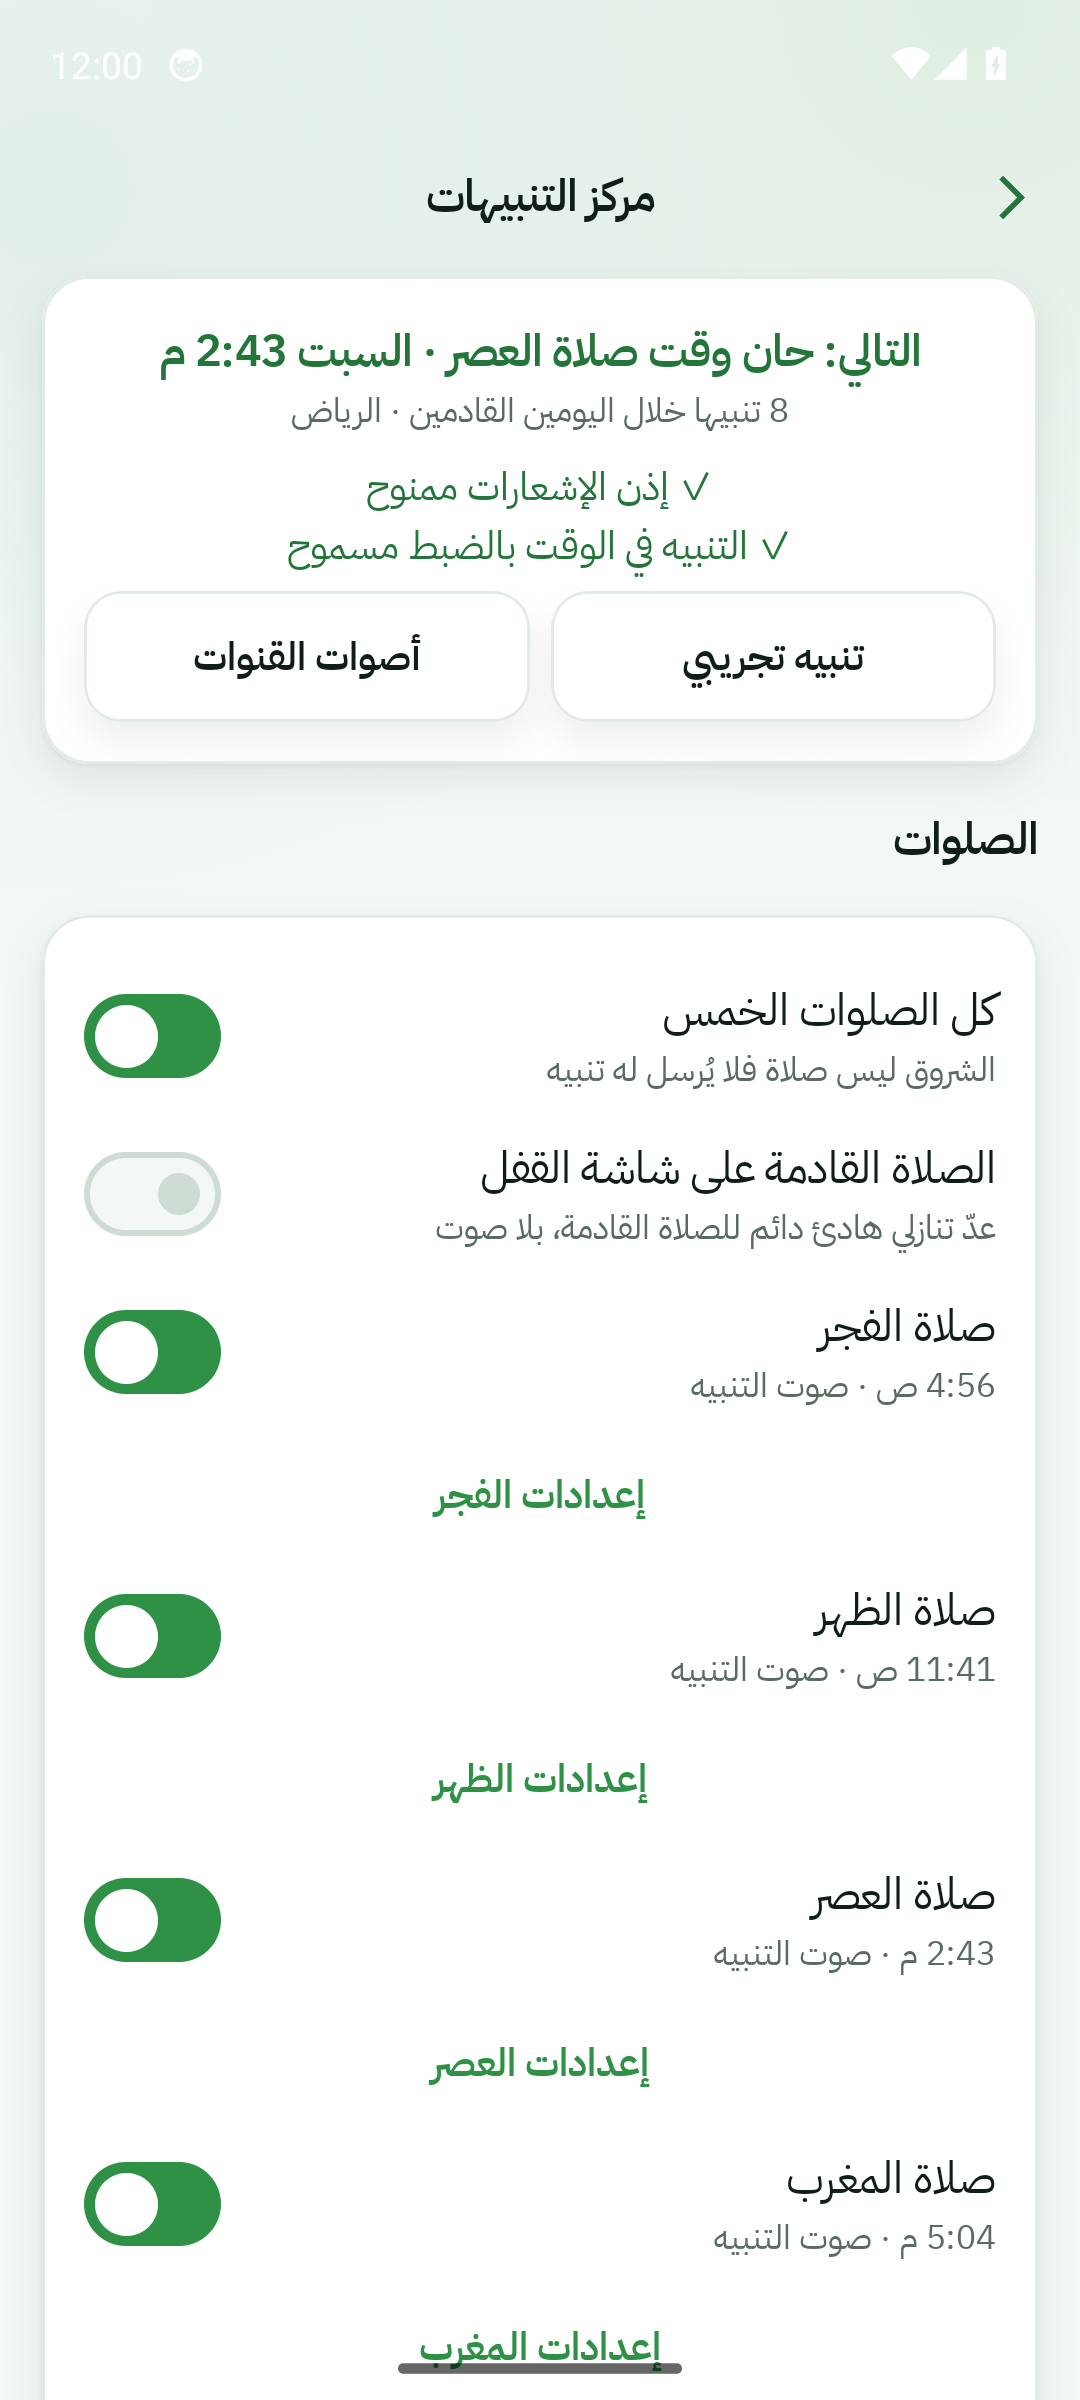 12:00
مركز التنبيهات
التالي: حان وقت صلاة العصر · السبت 2:43 م
8 تنبيها خلال اليومين القادمين · الرياض
✓ إذن الإشعارات ممنوح
✓ التنبيه في الوقت بالضبط مسموح
تنبيه تجريبي
أصوات القنوات
الصلوات
كل الصلوات الخمس
الشروق ليس صلاة فلا يُرسل له تنبيه
الصلاة القادمة على شاشة القفل
عدّ تنازلي هادئ دائم للصلاة القادمة، بلا صوت
صلاة الفجر
4:56 ص · صوت التنبيه
إعدادات الفجر
صلاة الظهر
11:41 ص · صوت التنبيه
إعدادات الظهر
صلاة العصر
2:43 م · صوت التنبيه
إعدادات العصر
صلاة المغرب
5:04 م · صوت التنبيه
إعدادات المغرب